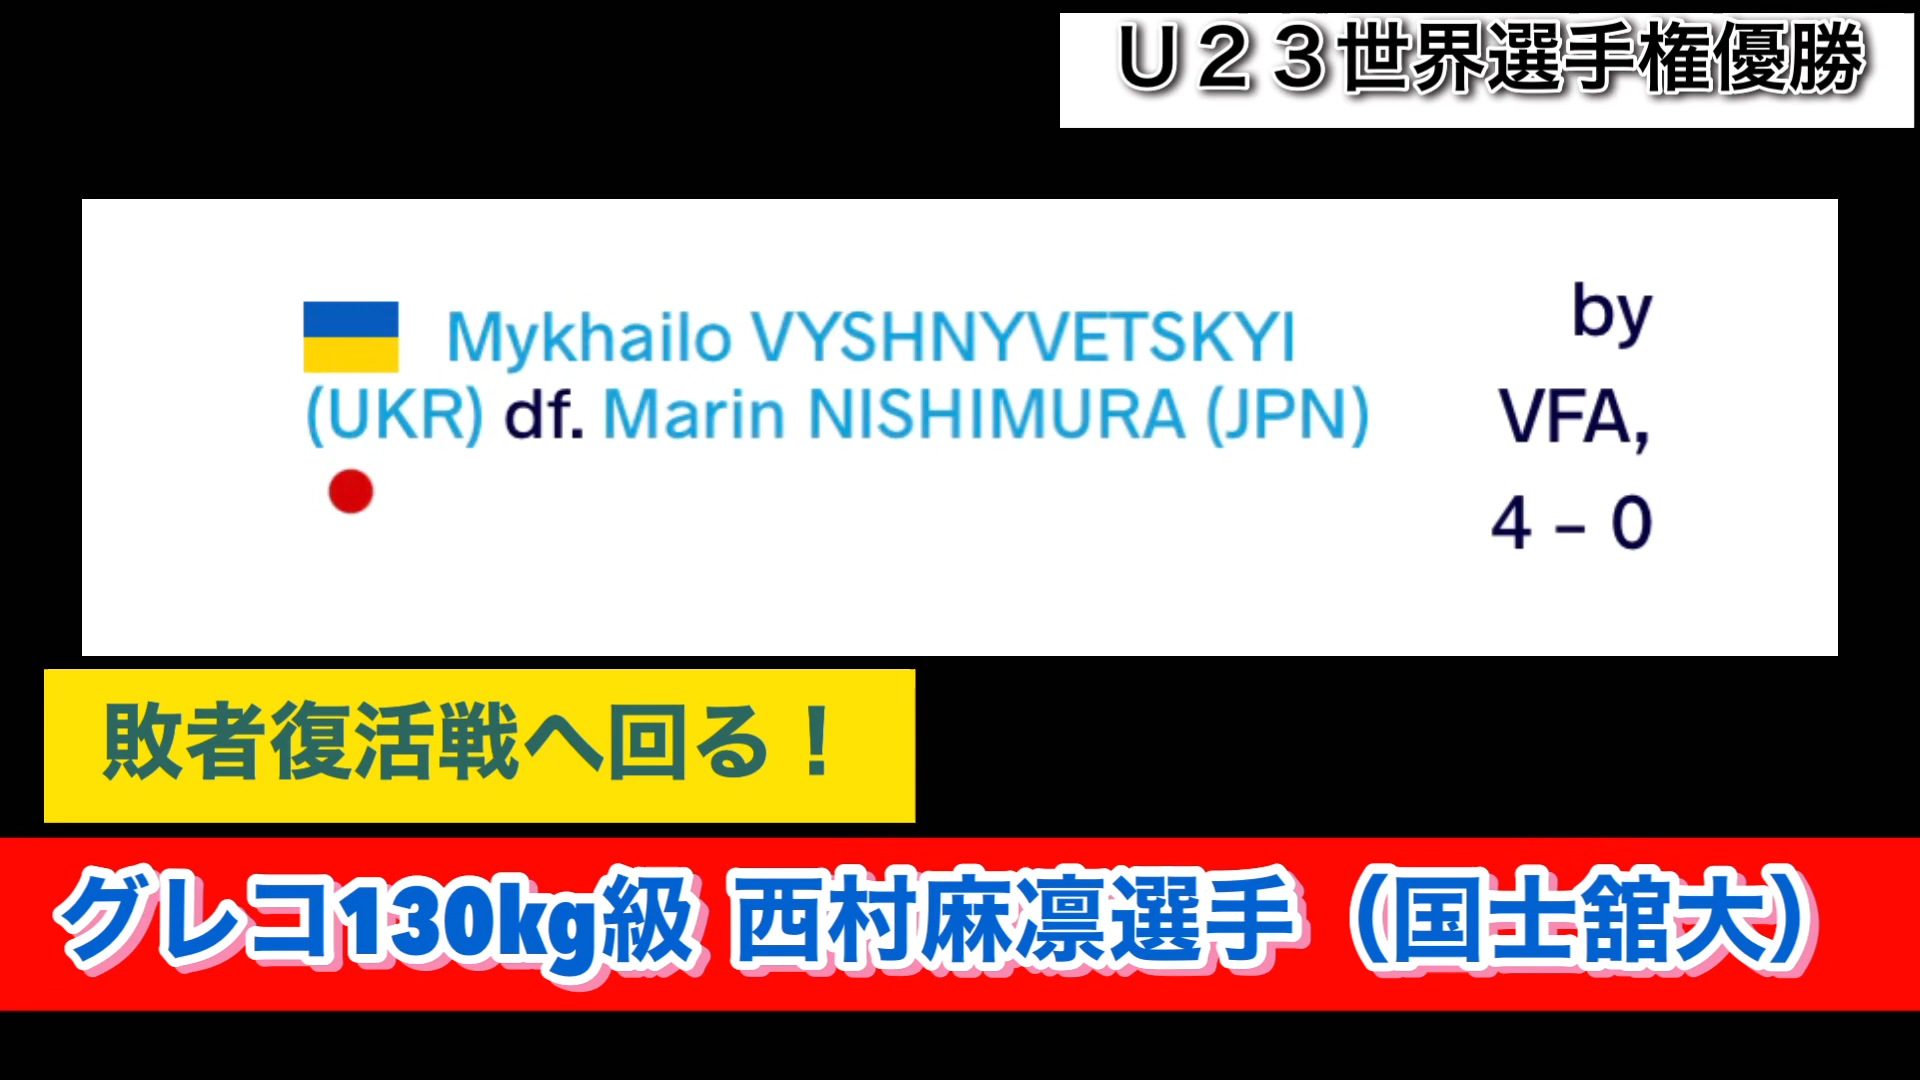 U23世界選手権優勝
Mykhailo VYSHNYVETSKYI
(UKR) df. Marin NISHIMURA (JPN)
by
VFA,
4 – 0
敗者復活戦へ回る！
グレコ130kg級 西村麻凛選手（国士舘大）